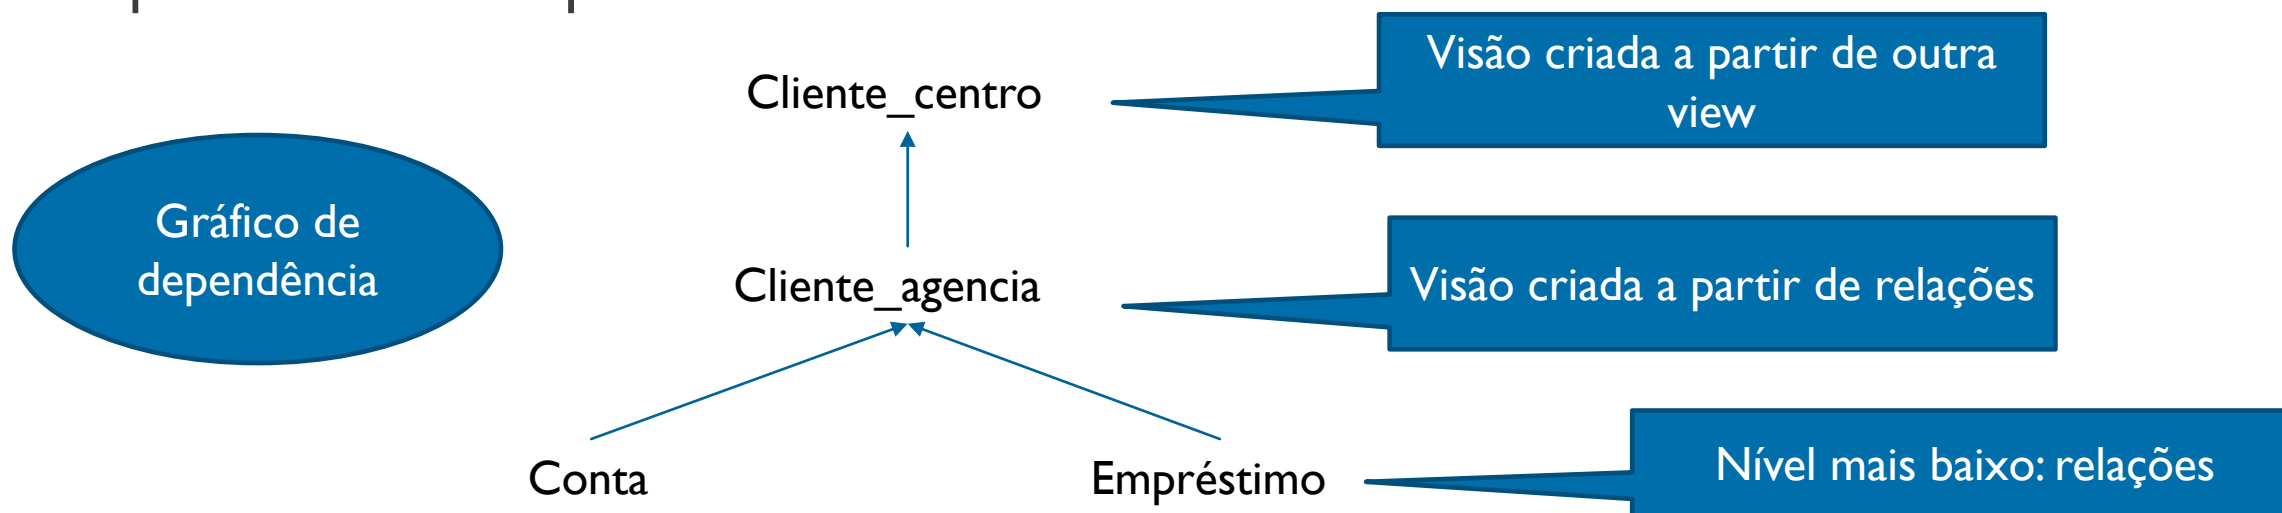 Visão criada a partir de outra
view
Cliente_centro
Gráfico de
dependência
Cliente_agencia
Visão criada a partir de relações
Conta
Empréstimo
Nível mais baixo: relações